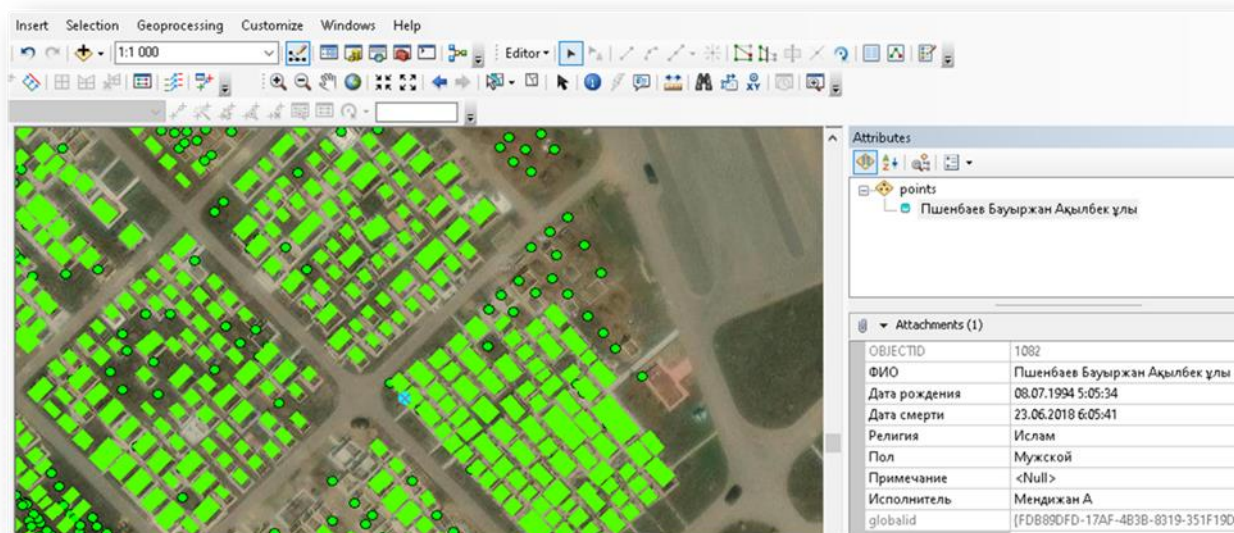 Insert Selection Geoprocessing Customize Windows Help
1:1 000
Editor
XY
Attributes
points
Пшенбаев Бауыржан Ақылбек ұлы
Attachments (1)
OBJECTID 1082
ФИО Пшенбаев Бауыржан Ақылбек ұлы
Дата рождения 08.07.1994 5:05:34
Дата смерти 23.06.2018 6:05:41
Религия Ислам
Пол Мужской
Примечание <Null>
Исполнитель Мендижан А
globalid {FDB89DFD-17AF-4B3B-8319-351F19D